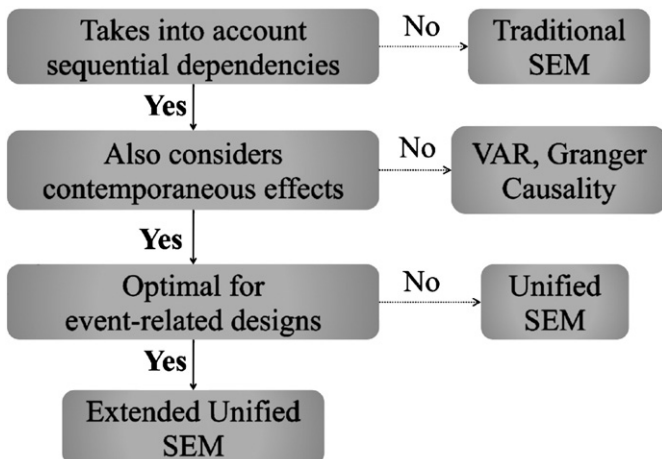 Takes into account
sequential dependencies
No
Traditional
SEM
Yes
Also considers
contemporaneous effects
No
VAR, Granger
Causality
Yes
Optimal for
event-related designs
No
Unified
SEM
Yes
Extended Unified
SEM